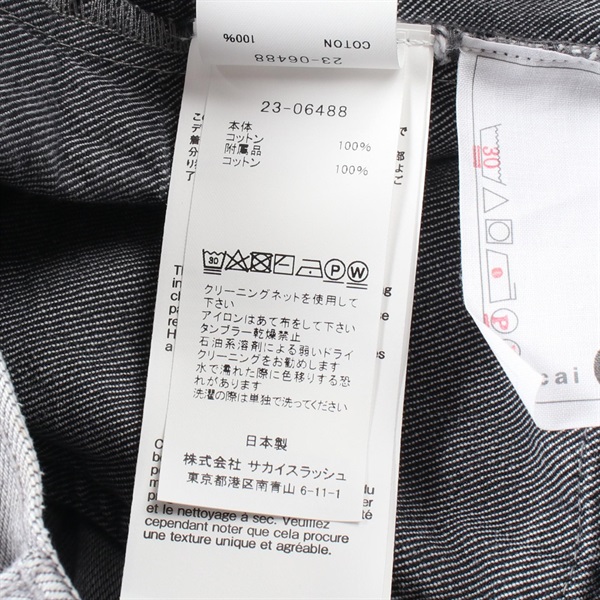 COTON 100%
23-06488
23-06488
本体
コットン 100%
附属品
コットン 100%
30
P W
クリーニングネットを使用して
下さい
アイロンはあて布をして下さい
タンブラー乾燥禁止
石油系溶剤による弱いドライ
クリーニングをお勧めします
水で濡れた際に色移りする恐
れがあります
洗濯の際は単独で洗ってください
日本製
株式会社 サカイスラッシュ
東京都港区南青山 6-11-1
et le nettoyage à sec. Veuillez
cependant noter que cela procure
une texture unique et agréable.
30
P
cai